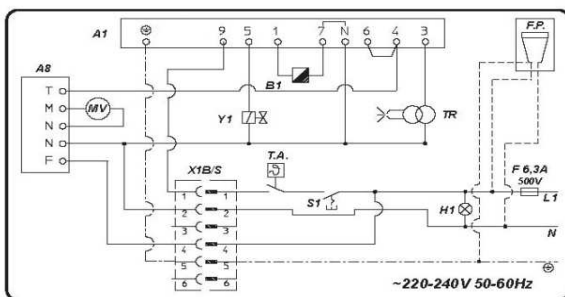 A1
9 5 1 7 N 6 4 3
F.P.
A8
T
M
N
N
F
MV
B1
Y1
TR
T.A.
X1B/S
S1
H1
F 6,3A
500V
L1
N
1 1
2 2
3 3
4 4
5 5
6 6
~220-240V 50-60Hz